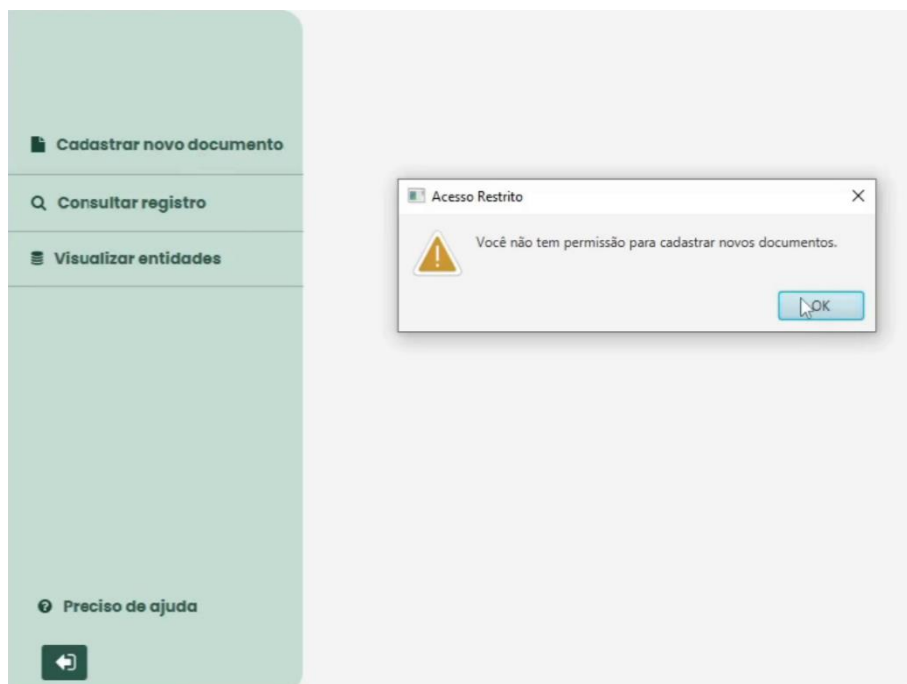 Cadastrar novo documento
Consultar registro
Visualizar entidades
Acesso Restrito
Você não tem permissão para cadastrar novos documentos.
OK
Preciso de ajuda